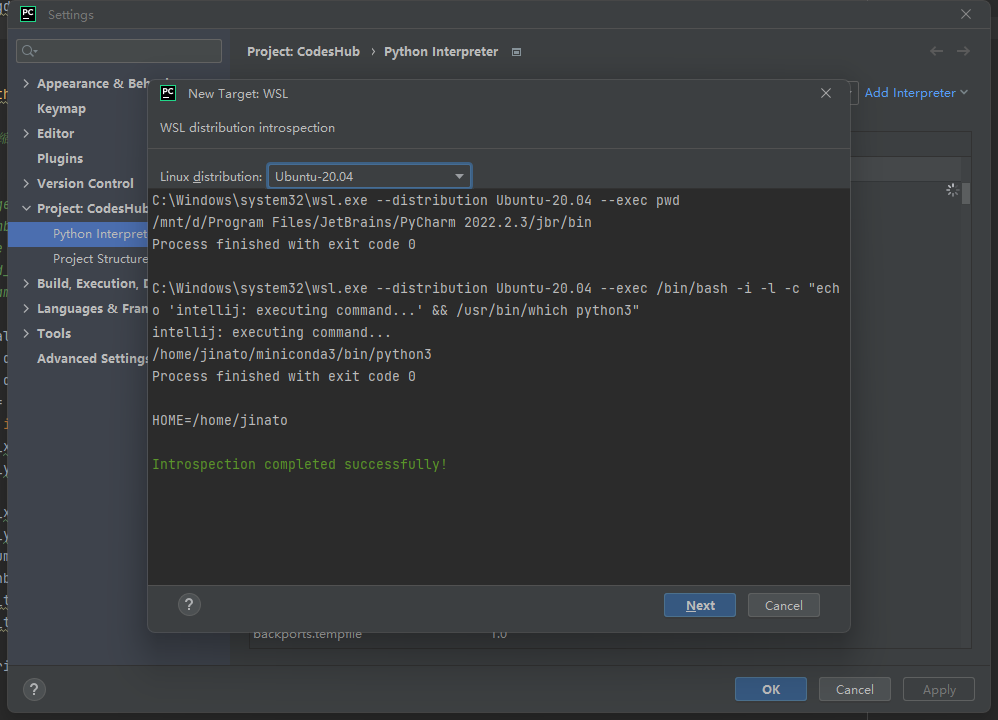 PC Settings
Project: CodesHub › Python Interpreter
Appearance & Beh
Keymap
Editor
Plugins
Version Control
Project: CodesHub
Python Interpret
Project Structure
Build, Execution, D
Languages & Fran
Tools
Advanced Settings
Add Interpreter
PC New Target: WSL
WSL distribution introspection
Linux distribution: Ubuntu-20.04
C:\Windows\system32\wsl.exe --distribution Ubuntu-20.04 --exec pwd
/mnt/d/Program Files/JetBrains/PyCharm 2022.2.3/jbr/bin
Process finished with exit code 0
C:\Windows\system32\wsl.exe --distribution Ubuntu-20.04 --exec /bin/bash -i -l -c "ech
o 'intellij: executing command...' && /usr/bin/which python3"
intellij: executing command...
/home/jinato/miniconda3/bin/python3
Process finished with exit code 0
HOME=/home/jinato
Introspection completed successfully!
? Next Cancel
backports.tempfile 1.0
? OK Cancel Apply